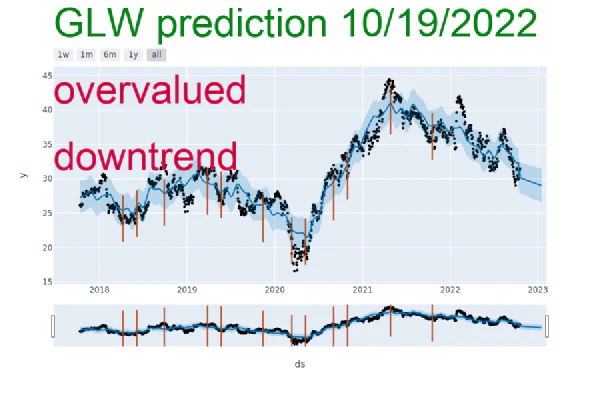 GLW prediction 10/19/2022
1w 1m 6m 1y all
overvalued
downtrend
45
40
35
30
25
20
15
y
2018 2019 2020 2021 2022 2023
ds